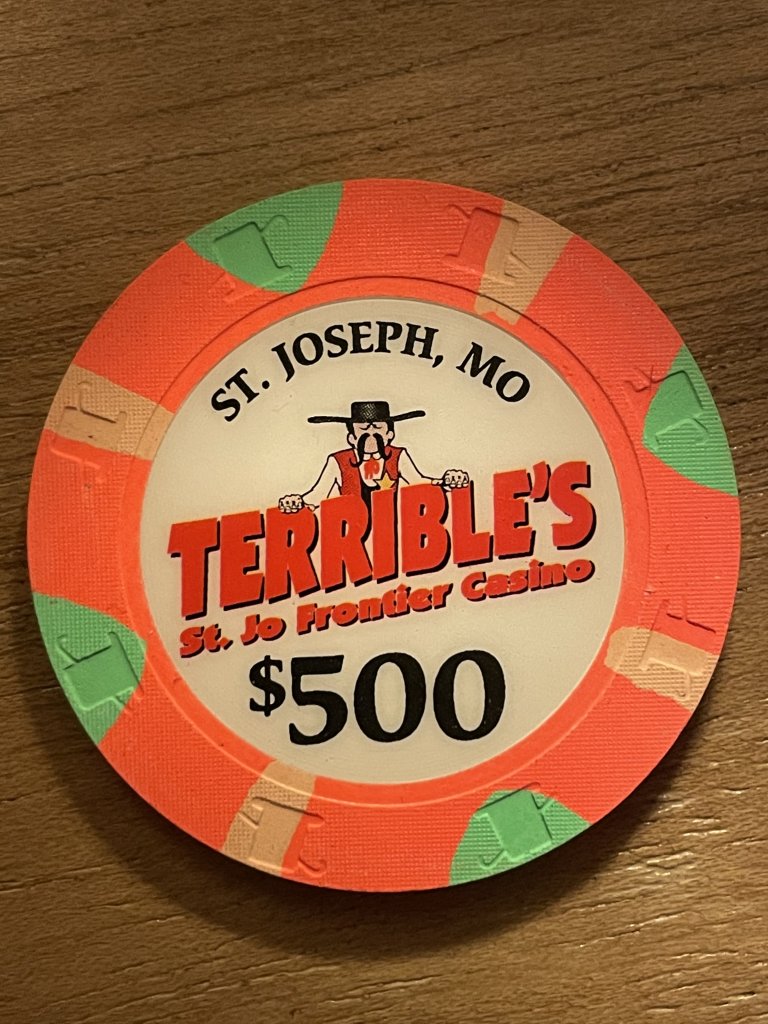 ST. JOSEPH, MO
TERRIBLE'S
St. Jo Frontier Casino
$500